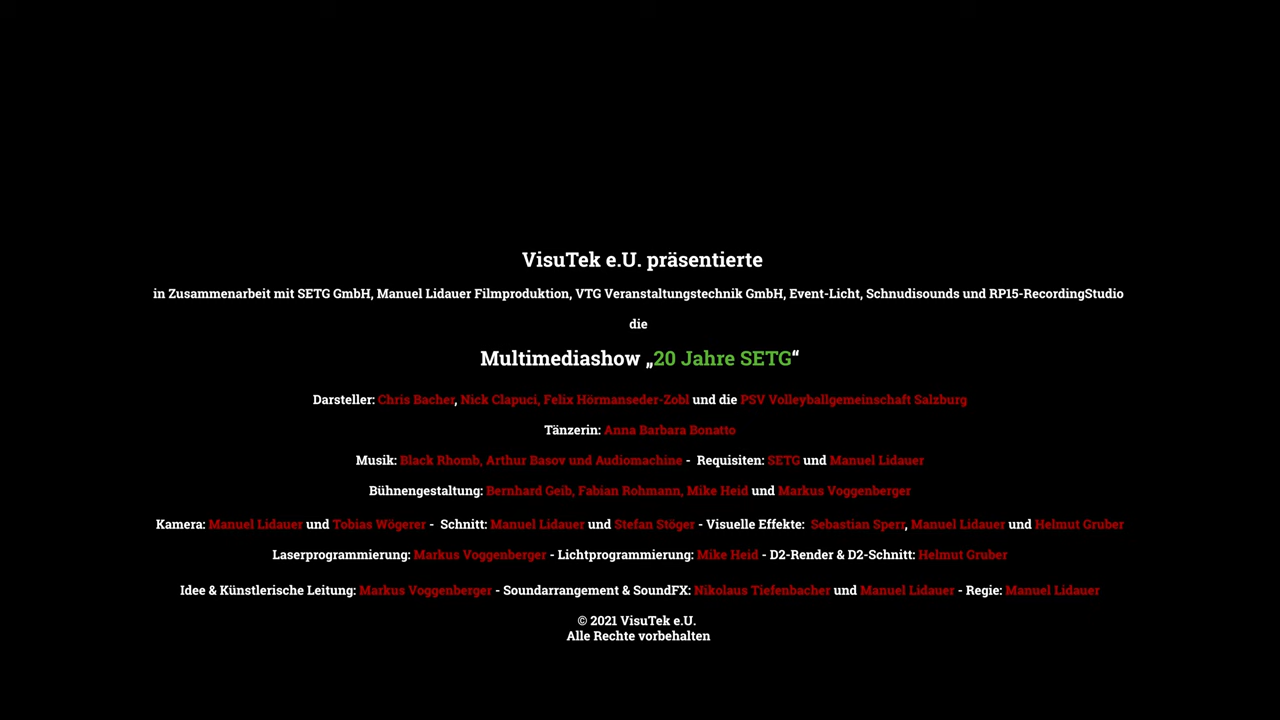 VisuTek e.U. präsentierte
in Zusammenarbeit mit SETG GmbH, Manuel Lidauer Filmproduktion, VTG Veranstaltungstechnik GmbH, Event-Licht, Schnudisounds und RP15-RecordingStudio
die
Multimediashow „20 Jahre SETG“
Darsteller: Chris Bacher, Nick Clapuci, Felix Hörmanseder-Zobl und die PSV Volleyballgemeinschaft Salzburg
Tänzerin: Anna Barbara Bonatto
Musik: Black Rhomb, Arthur Basov und Audiomachine - Requisiten: SETG und Manuel Lidauer
Bühnengestaltung: Bernhard Geib, Fabian Rohmann, Mike Heid und Markus Voggenberger
Kamera: Manuel Lidauer und Tobias Wögerer - Schnitt: Manuel Lidauer und Stefan Stöger - Visuelle Effekte: Sebastian Sperr, Manuel Lidauer und Helmut Gruber
Laserprogrammierung: Markus Voggenberger - Lichtprogrammierung: Mike Heid - D2-Render & D2-Schnitt: Helmut Gruber
Idee & Künstlerische Leitung: Markus Voggenberger - Soundarrangement & SoundFX: Nikolaus Tiefenbacher und Manuel Lidauer - Regie: Manuel Lidauer
© 2021 VisuTek e.U.
Alle Rechte vorbehalten